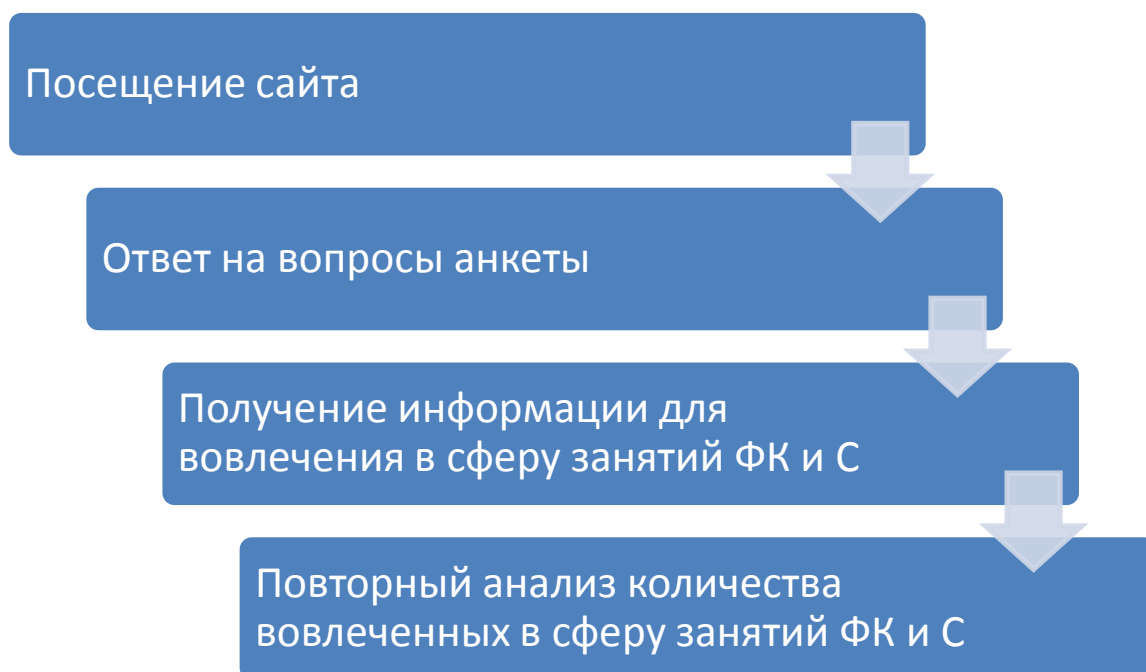 Посещение сайта
Ответ на вопросы анкеты
Получение информации для
вовлечения в сферу занятий ФК и С
Повторный анализ количества
вовлеченных в сферу занятий ФК и С